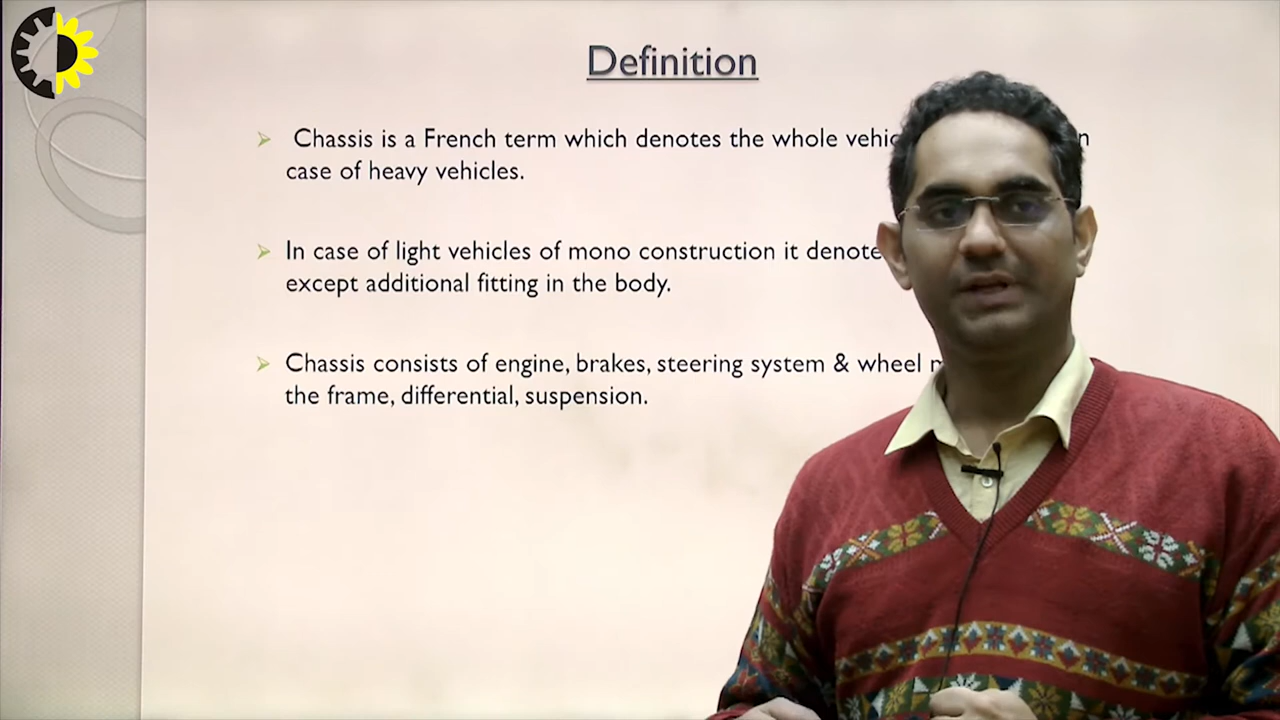 Definition
Chassis is a French term which denotes the whole
case of heavy vehicles.
In case of light vehicles of mono construction it
except additional fitting in the body.
Chassis consists of engine, brakes, steering system & wheel
the frame, differential, suspension.